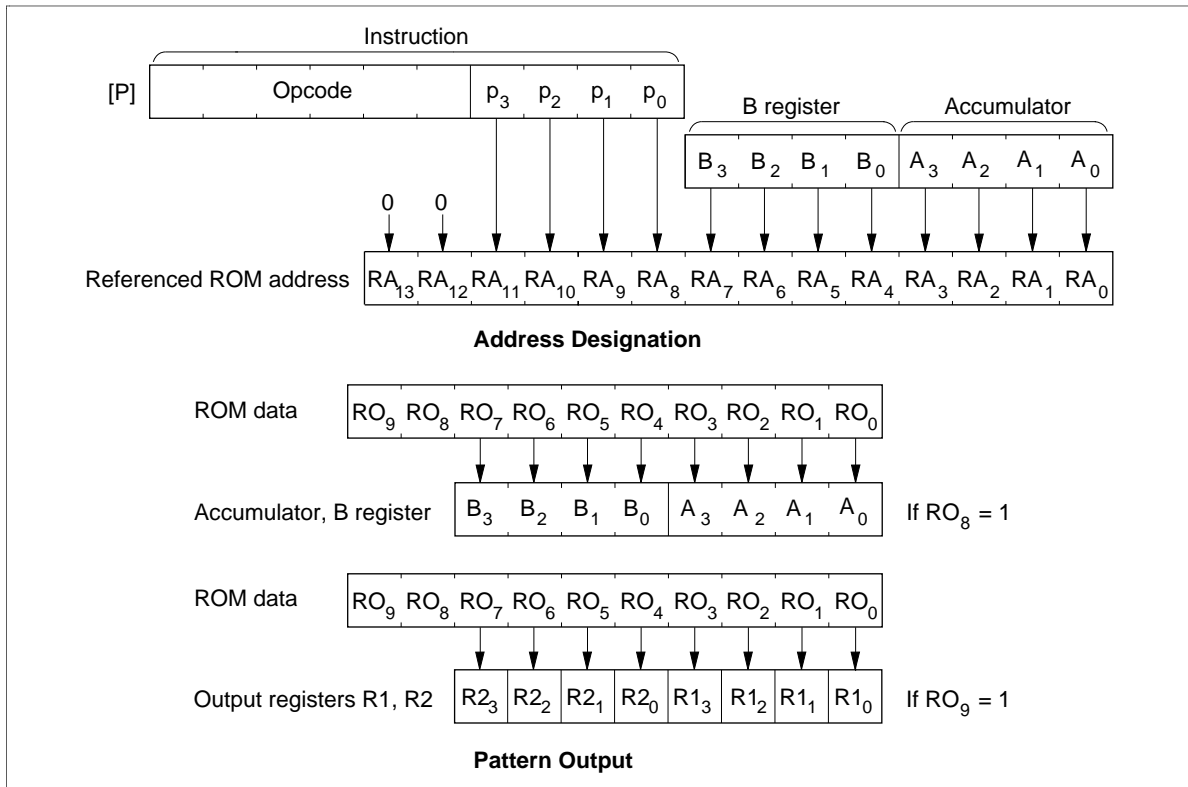 Instruction
[P] Opcode p3 p2 p1 p0
B register Accumulator
B3 B2 B1 B0 A3 A2 A1 A0
0 0
Referenced ROM address RA13 RA12 RA11 RA10 RA9 RA8 RA7 RA6 RA5 RA4 RA3 RA2 RA1 RA0
Address Designation
ROM data RO9 RO8 RO7 RO6 RO5 RO4 RO3 RO2 RO1 RO0
Accumulator, B register B3 B2 B1 B0 A3 A2 A1 A0 If RO8 = 1
ROM data RO9 RO8 RO7 RO6 RO5 RO4 RO3 RO2 RO1 RO0
Output registers R1, R2 R23 R22 R21 R20 R13 R12 R11 R10 If RO9 = 1
Pattern Output